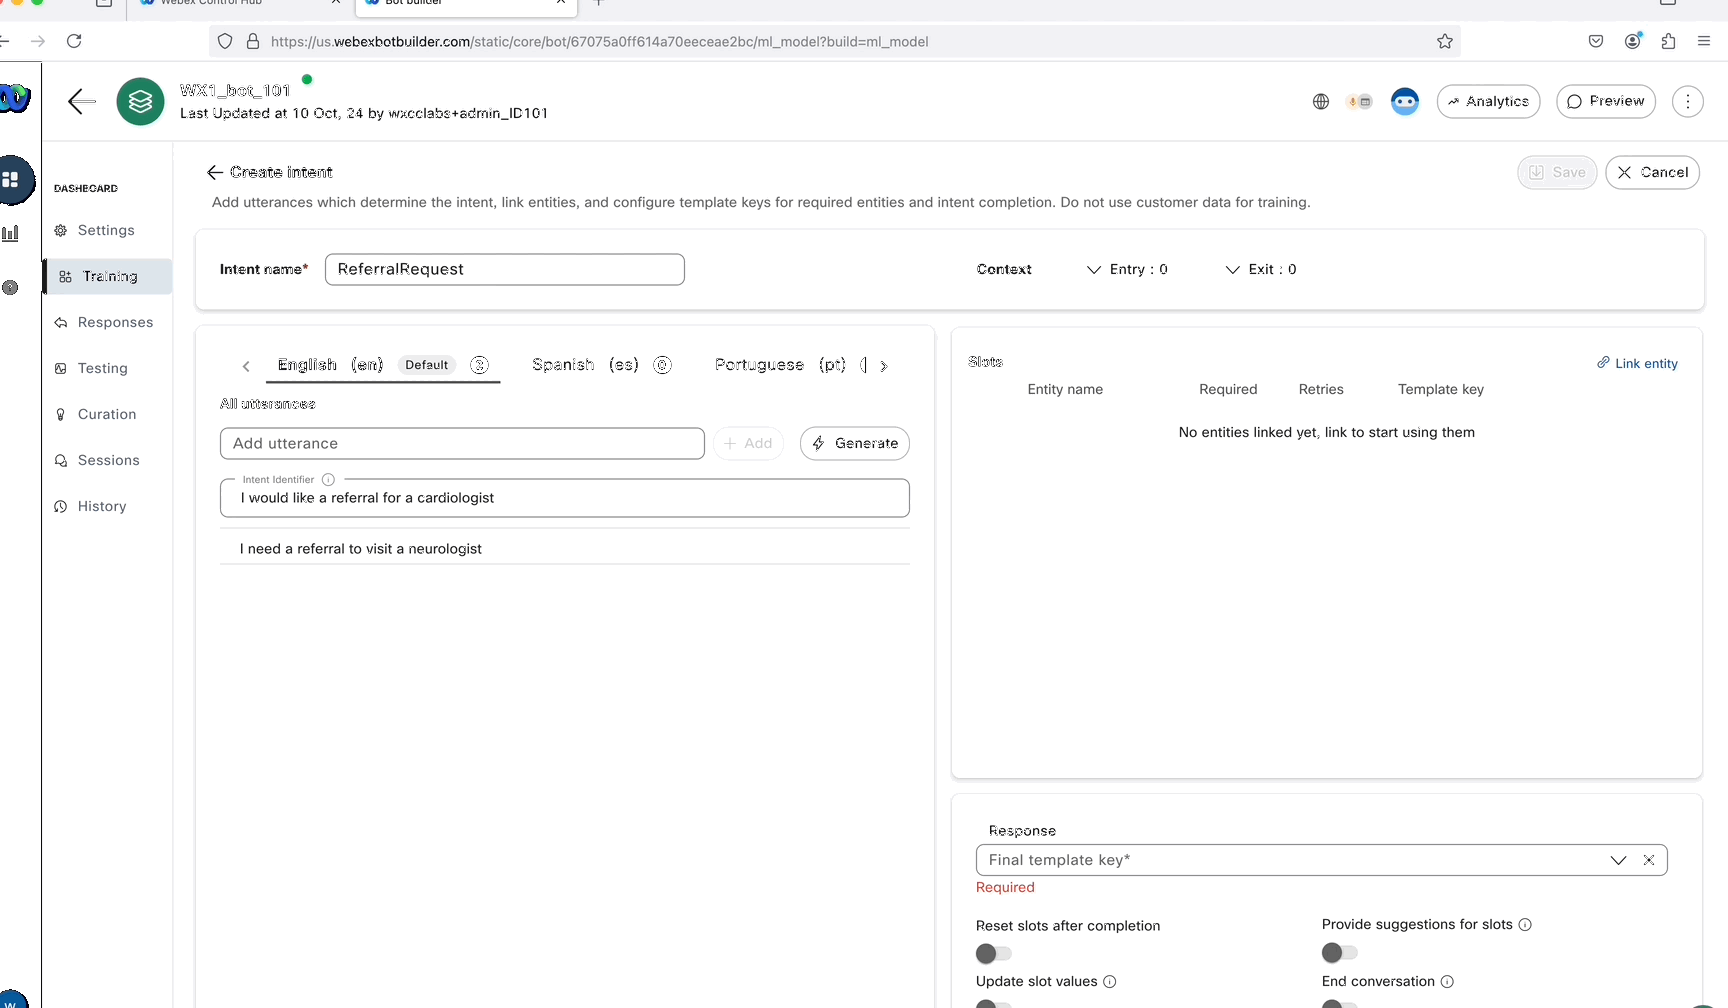 Webex Control Hub
Bot builder
https://us.webexbotbuilder.com/static/core/bot/67075a0ff614a70eeceae2bc/ml_model?build=ml_model
WX1_bot_101
Last Updated at 10 Oct, 24 by wxcclabs+admin_ID101
Analytics
Preview
DASHBOARD
Settings
Training
Responses
Testing
Curation
Sessions
History
Create intent
Save
Cancel
Add utterances which determine the intent, link entities, and configure template keys for required entities and intent completion. Do not use customer data for training.
Intent name*
ReferralRequest
Context
Entry : 0
Exit : 0
English (en) Default
Spanish (es) 0
Portuguese (pt)
All utterances
Add utterance
+ Add
Generate
Intent Identifier
I would like a referral for a cardiologist
I need a referral to visit a neurologist
Slots
Link entity
Entity name Required Retries Template key
No entities linked yet, link to start using them
Response
Final template key*
Required
Reset slots after completion
Provide suggestions for slots
Update slot values
End conversation
W